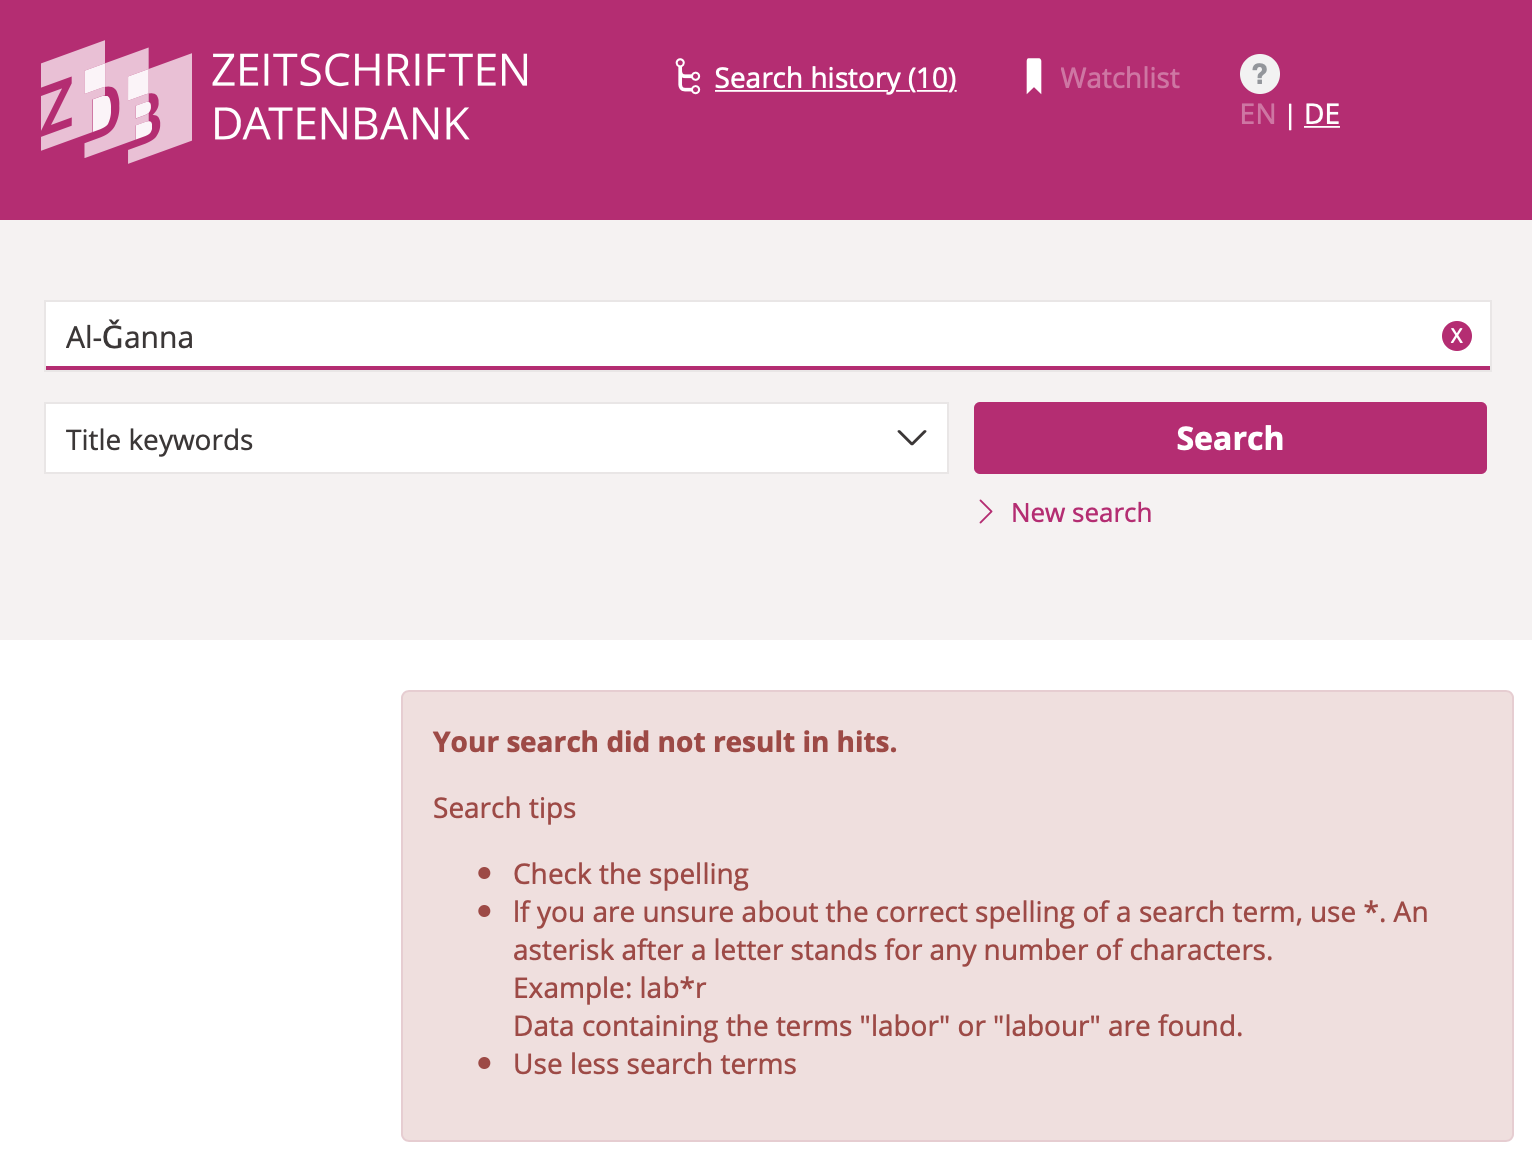 ZDB
ZEITSCHRIFTEN
DATENBANK
Search history (10)
Watchlist
?
EN | DE
Al-Ǧanna
X
Title keywords
Search
New search
Your search did not result in hits.
Search tips
Check the spelling
If you are unsure about the correct spelling of a search term, use *. An
asterisk after a letter stands for any number of characters.
Example: lab*r
Data containing the terms "labor" or "labour" are found.
Use less search terms